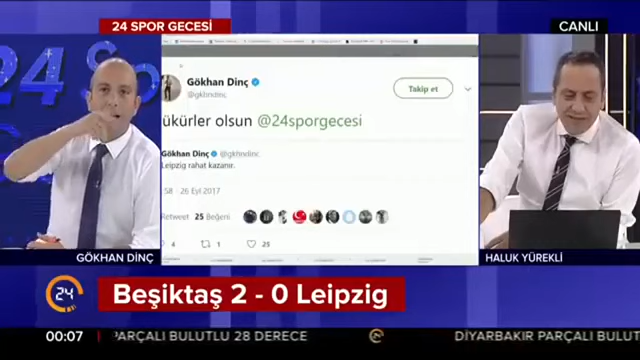 24 SPOR GECESİ
CANLI
Gökhan Dinç
@gkhndinç
Takip et
ükürler olsun @24sporgecesi
Gökhan Dinç @gkhndinc
Leipzig rahat kazanır.
26 Eyl 2017
Retweet 25 Beğeni
4 1 25
GÖKHAN DİNÇ
HALUK YÜREKLİ
24
Beşiktaş 2 - 0 Leipzig
00:07 PARÇALI BULUTLU 28 DERECE DİYARBAKIR PARÇALI BULUTLU